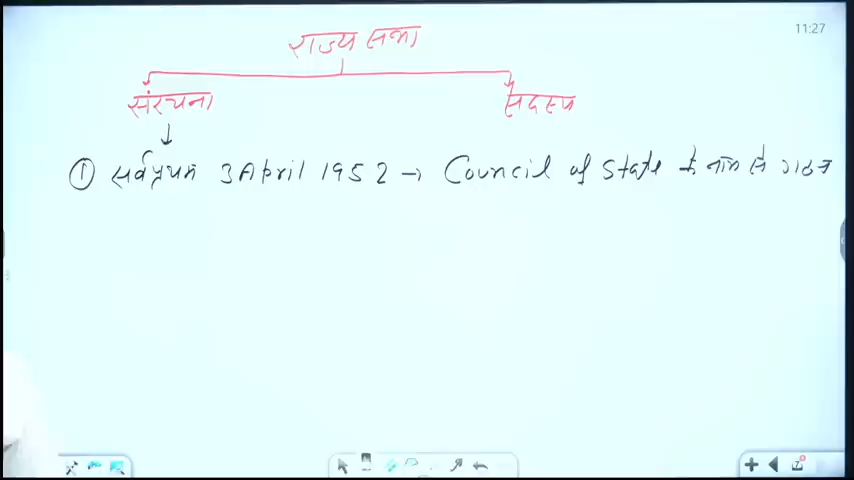 11:27
राज्य सभा
संरचना
सदस्य
① सर्वप्रथम 3 April 1952 → Council of State के नाम से गठन